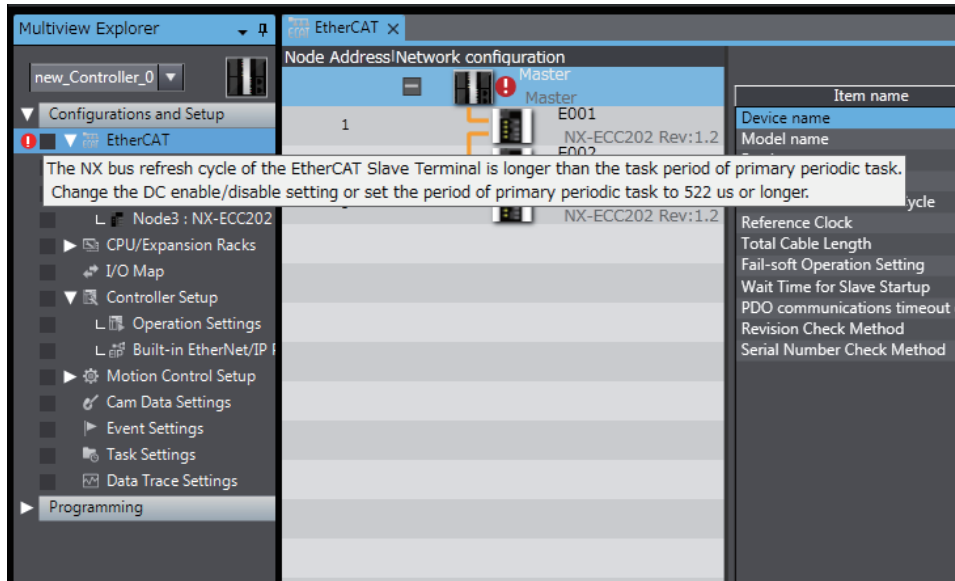 Multiview Explorer
EtherCAT
new_Controller_0
Configurations and Setup
EtherCAT
The NX bus refresh cycle of the EtherCAT Slave Terminal is longer than the task period of primary periodic task.
Change the DC enable/disable setting or set the period of primary periodic task to 522 us or longer.
Node3 : NX-ECC202
CPU/Expansion Racks
I/O Map
Controller Setup
Operation Settings
Built-in EtherNet/IP
Motion Control Setup
Cam Data Settings
Event Settings
Task Settings
Data Trace Settings
Programming
Node Address|Network configuration
Master
Master
1
E001
NX-ECC202 Rev:1.2
E002
NX-ECC202 Rev:1.2
Item name
Device name
Model name
Reference Clock
Total Cable Length
Fail-soft Operation Setting
Wait Time for Slave Startup
PDO communications timeout
Revision Check Method
Serial Number Check Method